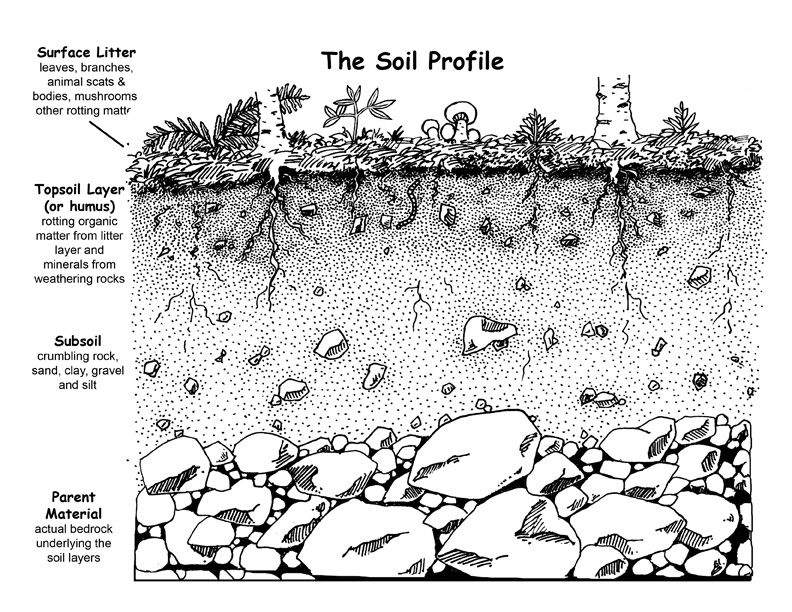 The Soil Profile
Surface Litter
leaves, branches,
animal scats &
bodies, mushrooms
other rotting matte
Topsoil Layer
(or humus)
rotting organic
matter from litter
layer and
minerals from
weathering rocks
Subsoil
crumbling rock,
sand, clay, gravel
and silt
Parent
Material
actual bedrock
underlying the
soil layers